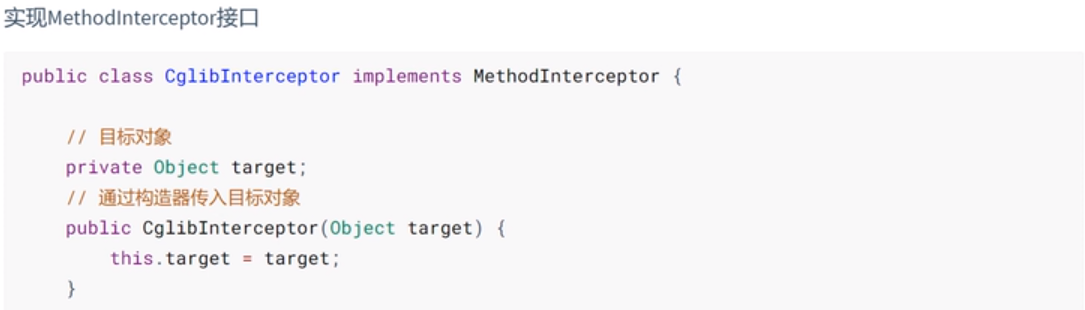 实现MethodInterceptor接口
public class CglibInterceptor implements MethodInterceptor {
// 目标对象
private Object target;
// 通过构造器传入目标对象
public CglibInterceptor(Object target) {
this.target = target;
}